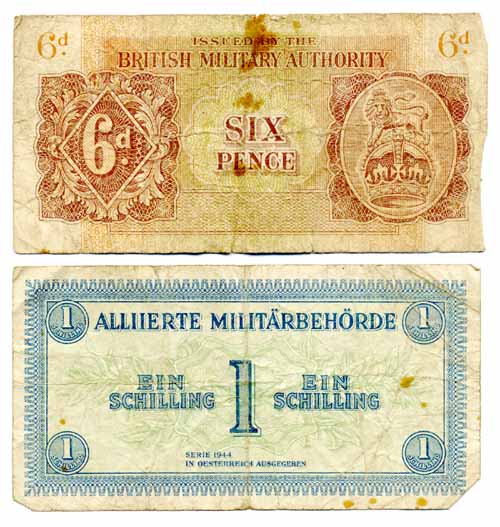 6d.
ISSUED BY THE
6d.
BRITISH MILITARY AUTHORITY
6d.
SIX
PENCE
1
1
ALLIIERTE MILITÄRBEHÖRDE
EIN
SCHILLING
1
EIN
SCHILLING
SERIE 1944
IN OESTERREICH AUSGEGEBEN
1
1